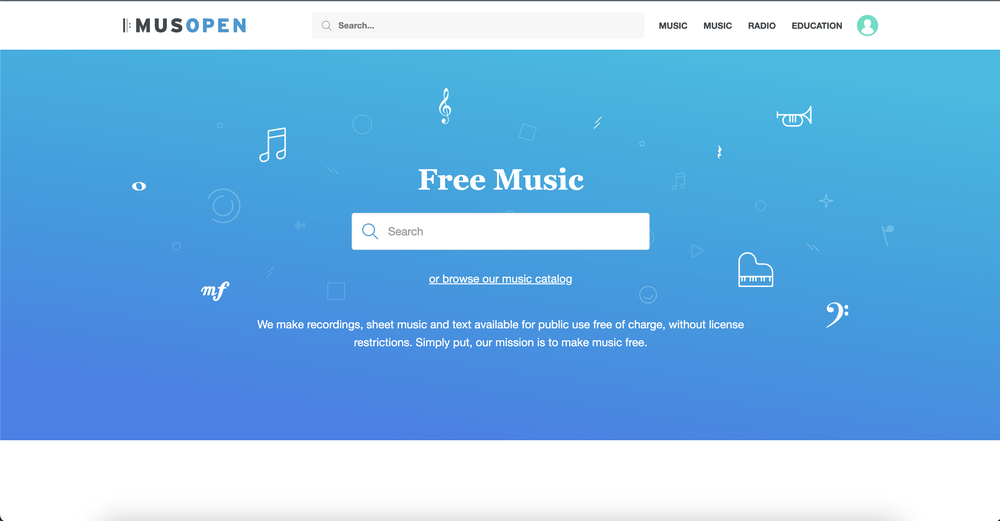 MUSOPEN
Search...
MUSIC
MUSIC
RADIO
EDUCATION
Free Music
Search
or browse our music catalog
We make recordings, sheet music and text available for public use free of charge, without license
restrictions. Simply put, our mission is to make music free.
mf